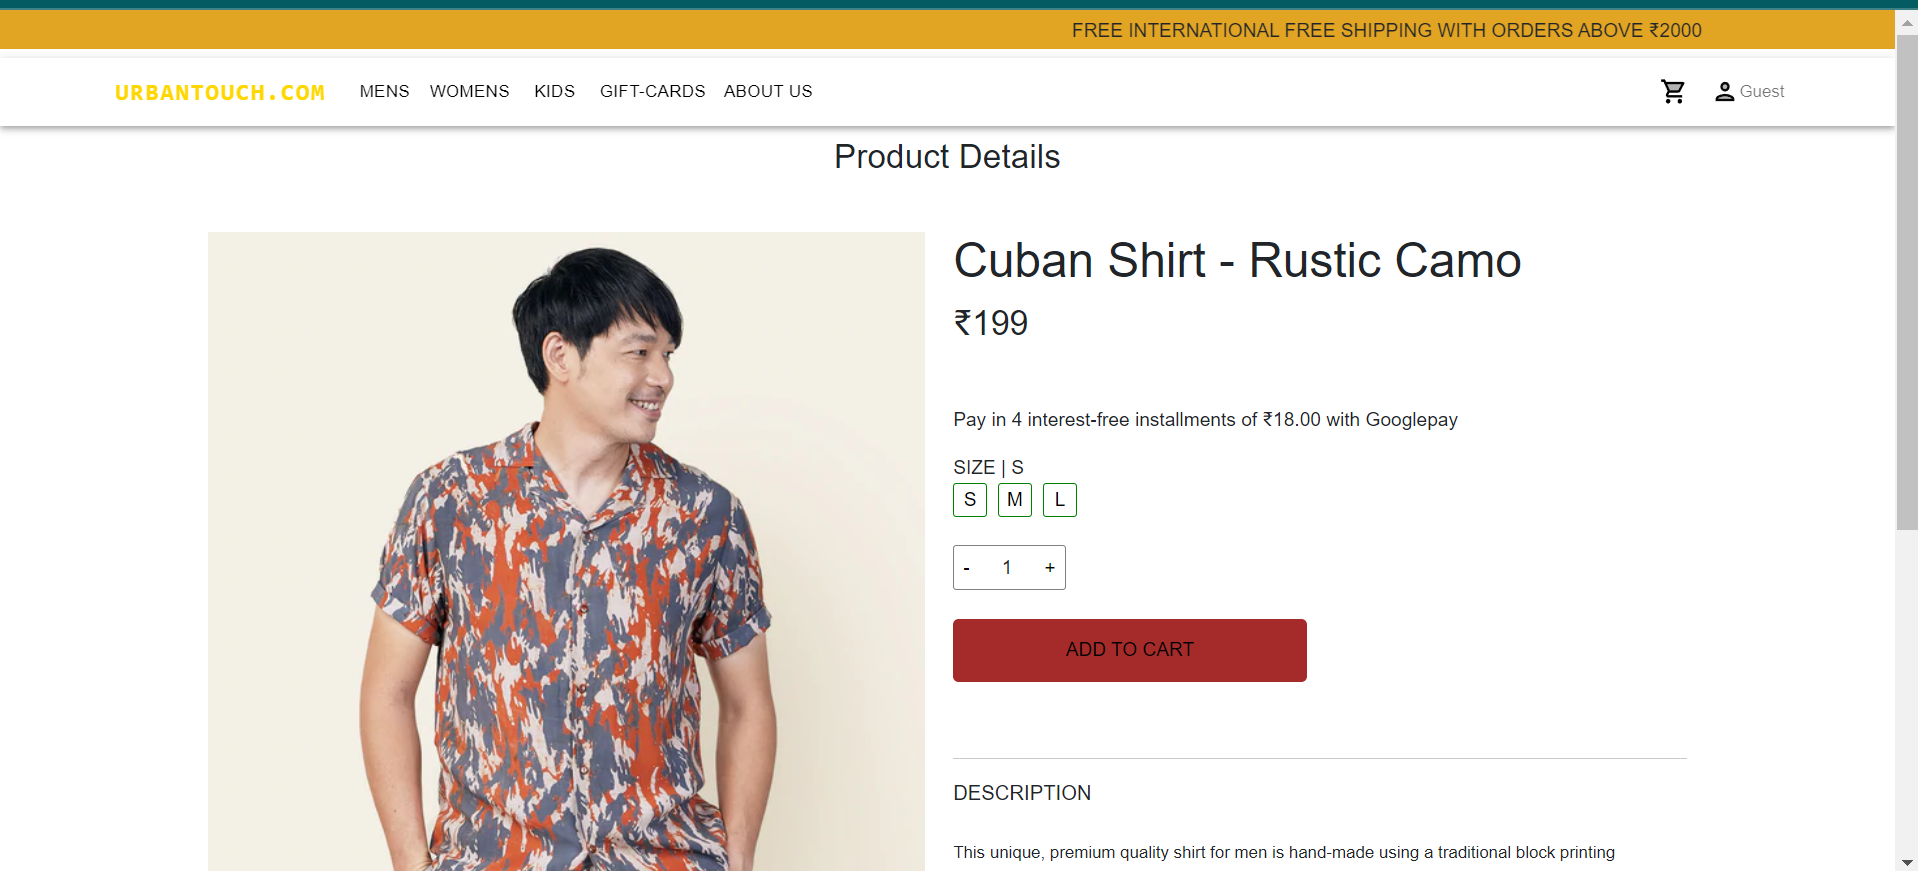 FREE INTERNATIONAL FREE SHIPPING WITH ORDERS ABOVE ₹2000
URBANTOUCH.COM MENS WOMENS KIDS GIFT-CARDS ABOUT US Guest
Product Details
Cuban Shirt - Rustic Camo
₹199
Pay in 4 interest-free installments of ₹18.00 with Googlepay
SIZE | S
S M L
- 1 +
ADD TO CART
DESCRIPTION
This unique, premium quality shirt for men is hand-made using a traditional block printing